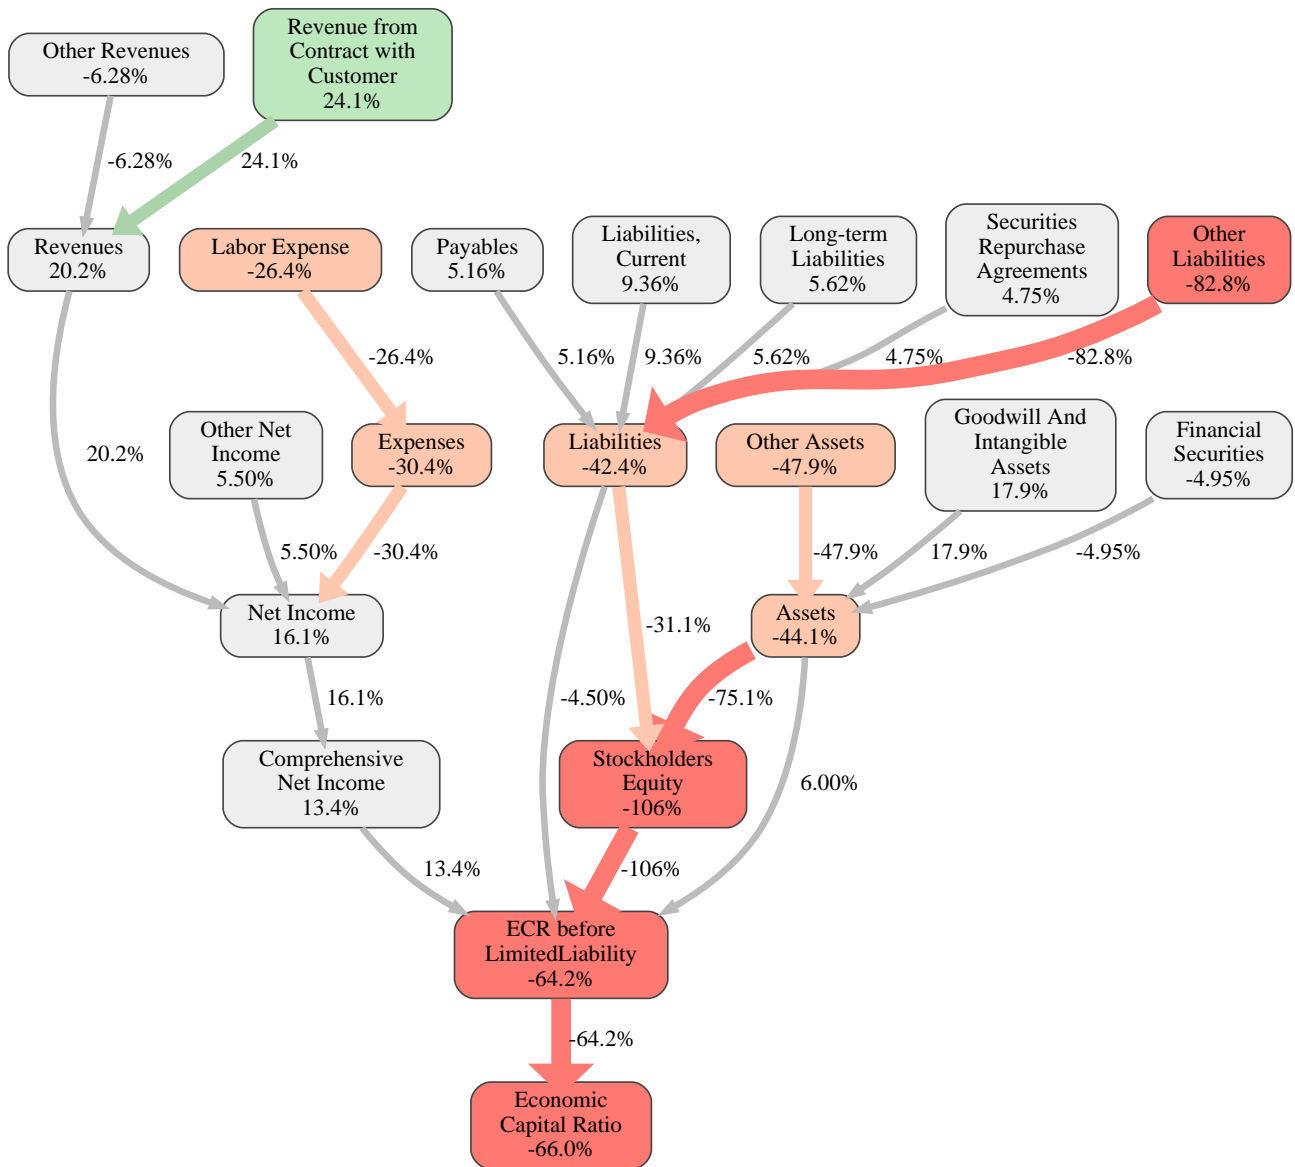 Other Revenues
-6.28%
Revenue from
Contract with
Customer
24.1%
-6.28%
24.1%
Revenues
20.2%
Labor Expense
-26.4%
Payables
5.16%
Liabilities,
Current
9.36%
Long-term
Liabilities
5.62%
Securities
Repurchase
Agreements
4.75%
Other
Liabilities
-82.8%
-26.4%
5.16%
9.36%
5.62%
4.75%
-82.8%
20.2%
Other Net
Income
5.50%
Expenses
-30.4%
Liabilities
-42.4%
Other Assets
-47.9%
Goodwill And
Intangible
Assets
17.9%
Financial
Securities
-4.95%
5.50%
-30.4%
-47.9%
17.9%
-4.95%
Net Income
16.1%
-31.1%
Assets
-44.1%
16.1%
-4.50%
-75.1%
Comprehensive
Net Income
13.4%
Stockholders
Equity
-106%
6.00%
13.4%
-106%
ECR before
LimitedLiability
-64.2%
-64.2%
Economic
Capital Ratio
-66.0%